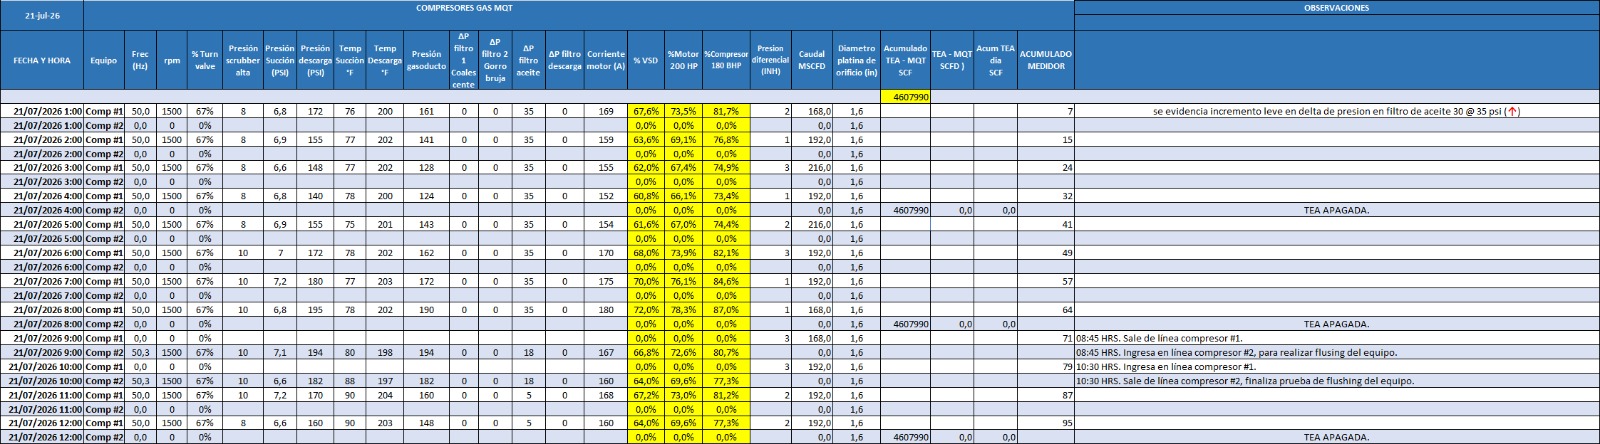 21-jul-26 COMPRESORES GAS MQT OBSERVACIONES
FECHA Y HORA Equipo Frec (Hz) rpm % Turn valve Presión scrubber alta Presión Succión (PSI) Presión descarga (PSI) Temp Succión °F Temp Descarga °F Presión gasoducto ΔP filtro 1 Coales cente ΔP filtro 2 Gorro bruja ΔP filtro aceite ΔP filtro descarga Corriente motor (A) % VSD %Motor 200 HP %Compresor 180 BHP Presion diferencial (INH) Caudal MSCFD Diametro platina de orificio (in) Acumulado TEA - MQT SCF TEA - MQT SCFD ) Acum TEA dia SCF ACUMULADO MEDIDOR
4607990
21/07/2026 1:00 Comp #1 50,0 1500 67% 8 6,8 172 76 200 161 0 0 35 0 169 67,6% 73,5% 81,7% 2 168,0 1,6 7 se evidencia incremento leve en delta de presion en filtro de aceite 30 @ 35 psi (↑)
21/07/2026 1:00 Comp #2 0,0 0 0% 0,0% 0,0% 0,0% 0,0 1,6
21/07/2026 2:00 Comp #1 50,0 1500 67% 8 6,9 155 77 202 141 0 0 35 0 159 63,6% 69,1% 76,8% 1 192,0 1,6 15
21/07/2026 2:00 Comp #2 0,0 0 0% 0,0% 0,0% 0,0% 0,0 1,6
21/07/2026 3:00 Comp #1 50,0 1500 67% 8 6,6 148 77 202 128 0 0 35 0 155 62,0% 67,4% 74,9% 3 216,0 1,6 24
21/07/2026 3:00 Comp #2 0,0 0 0% 0,0% 0,0% 0,0% 0,0 1,6
21/07/2026 4:00 Comp #1 50,0 1500 67% 8 6,8 140 78 200 124 0 0 35 0 152 60,8% 66,1% 73,4% 1 192,0 1,6 32
21/07/2026 4:00 Comp #2 0,0 0 0% 0,0% 0,0% 0,0% 0,0 1,6 4607990 0,0 0,0 TEA APAGADA.
21/07/2026 5:00 Comp #1 50,0 1500 67% 8 6,9 155 75 201 143 0 0 35 0 154 61,6% 67,0% 74,4% 2 216,0 1,6 41
21/07/2026 5:00 Comp #2 0,0 0 0% 0,0% 0,0% 0,0% 0,0 1,6
21/07/2026 6:00 Comp #1 50,0 1500 67% 10 7 172 78 202 162 0 0 35 0 170 68,0% 73,9% 82,1% 3 192,0 1,6 49
21/07/2026 6:00 Comp #2 0,0 0 0% 0,0% 0,0% 0,0% 0,0 1,6
21/07/2026 7:00 Comp #1 50,0 1500 67% 10 7,2 180 77 203 172 0 0 35 0 175 70,0% 76,1% 84,6% 1 192,0 1,6 57
21/07/2026 7:00 Comp #2 0,0 0 0% 0,0% 0,0% 0,0% 0,0 1,6
21/07/2026 8:00 Comp #1 50,0 1500 67% 10 6,8 195 78 202 190 0 0 35 0 180 72,0% 78,3% 87,0% 1 168,0 1,6 64
21/07/2026 8:00 Comp #2 0,0 0 0% 0,0% 0,0% 0,0% 0,0 1,6 4607990 0,0 0,0 TEA APAGADA.
21/07/2026 9:00 Comp #1 0,0 0 0% 0,0% 0,0% 0,0% 3 168,0 1,6 71 08:45 HRS. Sale de línea compresor #1.
21/07/2026 9:00 Comp #2 50,3 1500 67% 10 7,1 194 80 198 194 0 0 18 0 167 66,8% 72,6% 80,7% 0,0 1,6 08:45 HRS. Ingresa en línea compresor #2, para realizar flusing del equipo.
21/07/2026 10:00 Comp #1 0,0 0 0% 0,0% 0,0% 0,0% 3 192,0 1,6 79 10:30 HRS. Ingresa en línea compresor #1.
21/07/2026 10:00 Comp #2 50,3 1500 67% 10 6,6 182 88 197 182 0 0 18 0 160 64,0% 69,6% 77,3% 0,0 1,6 10:30 HRS. Sale de línea compresor #2, finaliza prueba de flushing del equipo.
21/07/2026 11:00 Comp #1 50,0 1500 67% 10 7,2 170 90 204 160 0 0 5 0 168 67,2% 73,0% 81,2% 2 192,0 1,6 87
21/07/2026 11:00 Comp #2 0,0 0 0% 0,0% 0,0% 0,0% 0,0 1,6
21/07/2026 12:00 Comp #1 50,0 1500 67% 8 6,6 160 90 203 148 0 0 5 0 160 64,0% 69,6% 77,3% 2 192,0 1,6 95
21/07/2026 12:00 Comp #2 0,0 0 0% 0,0% 0,0% 0,0% 0,0 1,6 4607990 0,0 0,0 TEA APAGADA.